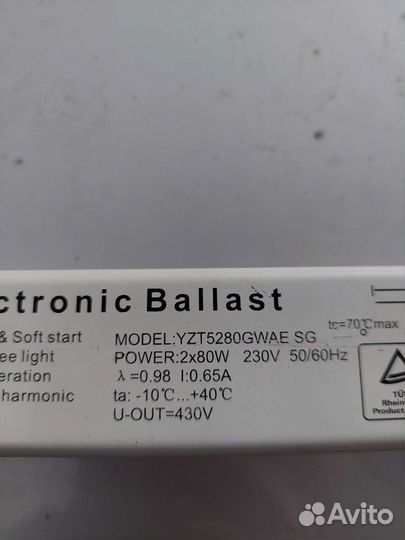 ctronic Ballast
& Soft start
MODEL:YZT5280GWAE SG
tc=70℃max
ee light
POWER:2x80W 230V 50/60Hz
eration
λ=0.98 I:0.65A
harmonic
ta: -10℃...+40℃
U-OUT=430V
TÜV
Rhein
Product
Avito